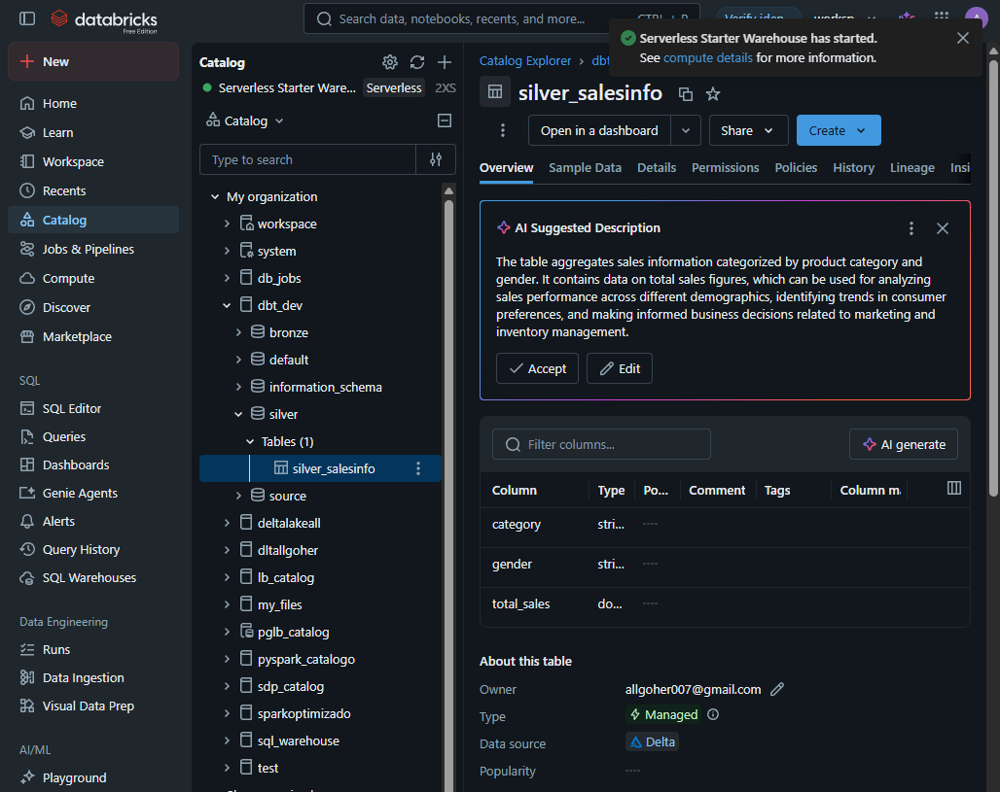 databricks
Free Edition
Search data, notebooks, recents, and more...
CTRL + P
New
Home
Learn
Workspace
Recents
Catalog
Jobs & Pipelines
Compute
Discover
Marketplace
SQL
SQL Editor
Queries
Dashboards
Genie Agents
Alerts
Query History
SQL Warehouses
Data Engineering
Runs
Data Ingestion
Visual Data Prep
AI/ML
Playground
Catalog
Serverless Starter Ware... Serverless 2XS
Catalog
Type to search
My organization
workspace
system
db_jobs
dbt_dev
bronze
default
information_schema
silver
Tables (1)
silver_salesinfo
source
deltalakeall
dltallgoher
lb_catalog
my_files
pglb_catalog
pyspark_catalogo
sdp_catalog
sparkoptimizado
sql_warehouse
test
A
Serverless Starter Warehouse has started.
See compute details for more information.
Catalog Explorer > dbt
silver_salesinfo
Open in a dashboard
Share
Create
Overview Sample Data Details Permissions Policies History Lineage Insi
AI Suggested Description
The table aggregates sales information categorized by product category and
gender. It contains data on total sales figures, which can be used for analyzing
sales performance across different demographics, identifying trends in consumer
preferences, and making informed business decisions related to marketing and
inventory management.
Accept
Edit
Filter columns...
AI generate
Column Type Po... Comment Tags Column ma
category stri... ----
gender stri... ----
total_sales do... ----
About this table
Owner allgoher007@gmail.com
Type Managed
Data source Delta
Popularity ----